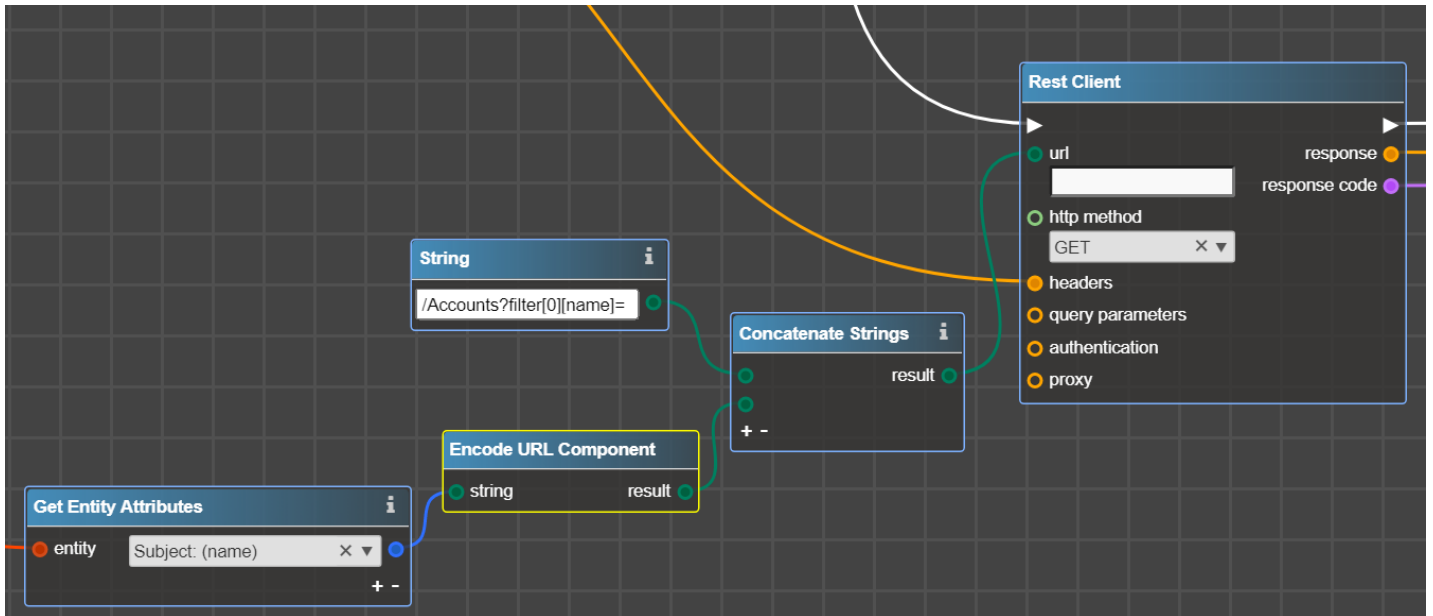 Rest Client
url
response
response code
http method
GET
headers
query parameters
authentication
proxy
String
/Accounts?filter[0][name]=
Concatenate Strings
result
+ -
Encode URL Component
string
result
Get Entity Attributes
entity
Subject: (name)
+ -